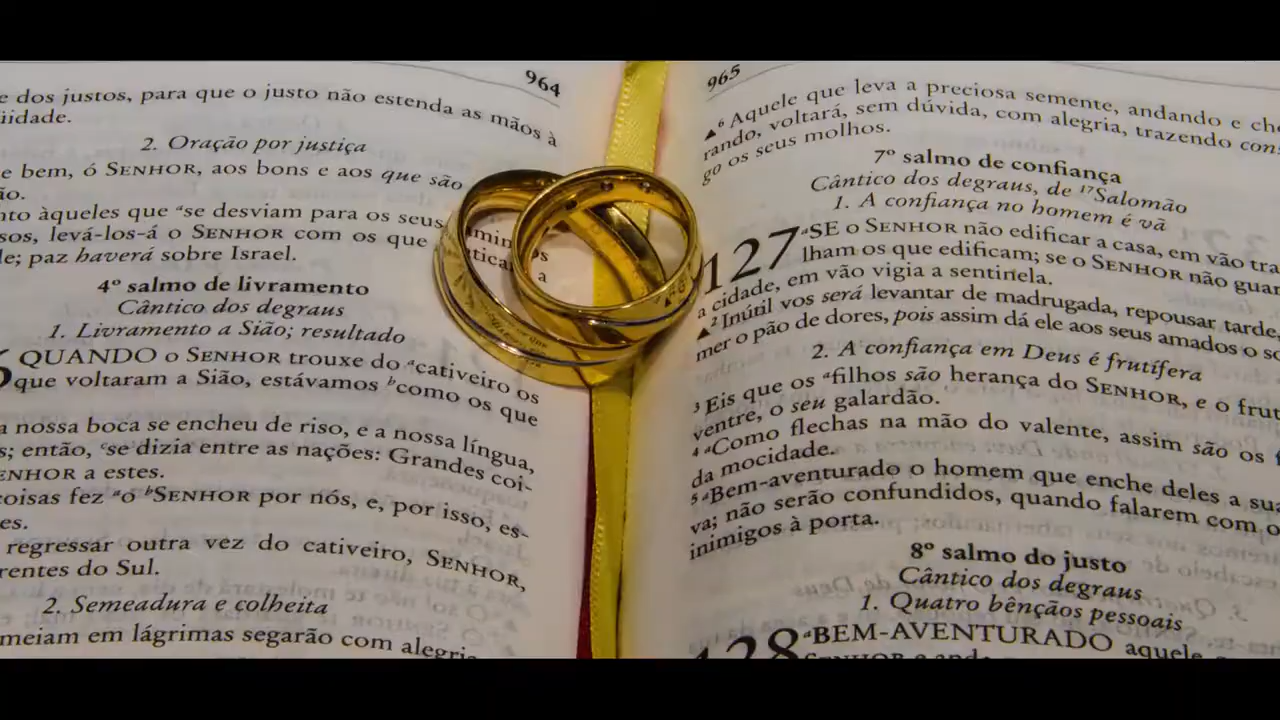 964
e dos justos, para que o justo não estenda as mãos à
üidade.
2. Oração por justiça
e bem, ó SENHOR, aos bons e aos que são
ão.
nto àqueles que ªse desviam para os seus
sos, levá-los-á o SENHOR com os que
le; paz haverá sobre Israel.
4º salmo de livramento
Cântico dos degraus
1. Livramento a Sião; resultado
6 QUANDO o SENHOR trouxe do ªcativeiro os
que voltaram a Sião, estávamos ᵇcomo os que
a nossa boca se encheu de riso, e a nossa língua,
s; então, ᶜse dizia entre as nações: Grandes coi-
ENHOR a estes.
coisas fez ªo ᵇSENHOR por nós, e, por isso, es-
es.
regressar outra vez do cativeiro, SENHOR,
rentes do Sul.
2. Semeadura e colheita
meiam em lágrimas segarão com alegria
965
▲⁶ Aquele que leva a preciosa semente, andando e cho
rando, voltará, sem dúvida, com alegria, trazendo cons
go os seus molhos.
7º salmo de confiança
Cântico dos degraus, de ¹⁷Salomão
1. A confiança no homem é vã
127 ªSE o SENHOR não edificar a casa, em vão tra
lham os que edificam; se o SENHOR não guar
a cidade, em vão vigia a sentinela.
▲² Inútil vos será levantar de madrugada, repousar tarde,
mer o pão de dores, pois assim dá ele aos seus amados o so
2. A confiança em Deus é frutífera
³ Eis que os ªfilhos são herança do SENHOR, e o frut
ventre, o seu galardão.
⁴ ªComo flechas na mão do valente, assim são os f
da mocidade.
⁵ ªBem-aventurado o homem que enche deles a sua
va; não serão confundidos, quando falarem com o
inimigos à porta.
8º salmo do justo
Cântico dos degraus
1. Quatro bênçãos pessoais
128 ªBEM-AVENTURADO aquele
SENHOR e anda